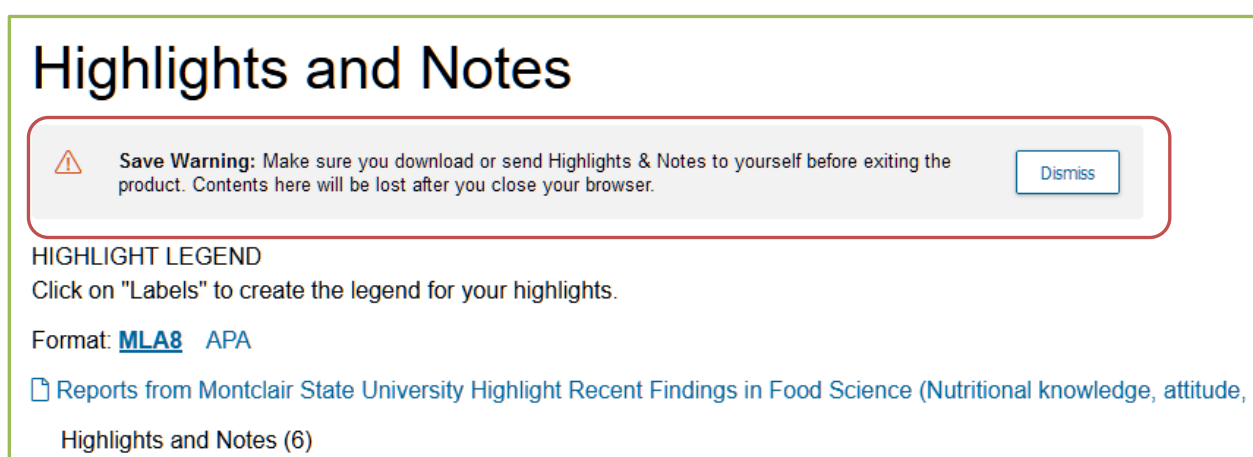 Highlights and Notes
Save Warning: Make sure you download or send Highlights & Notes to yourself before exiting the
product. Contents here will be lost after you close your browser.
Dismiss
HIGHLIGHT LEGEND
Click on "Labels" to create the legend for your highlights.
Format: MLA8 APA
Reports from Montclair State University Highlight Recent Findings in Food Science (Nutritional knowledge, attitude,
Highlights and Notes (6)